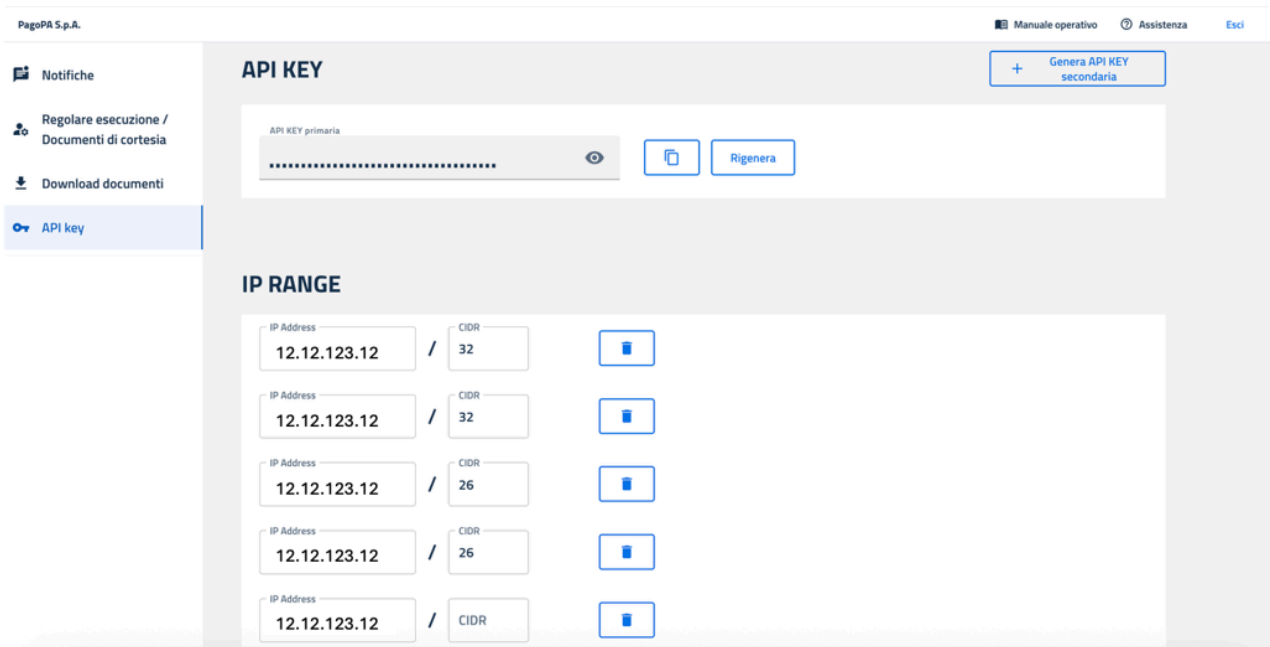 PagoPA S.p.A.
Manuale operativo
Assistenza
Esci
Notifiche
Regolare esecuzione /
Documenti di cortesia
Download documenti
API key
API KEY
+ Genera API KEY
secondaria
API KEY primaria
••••••••••••••••••••••••••••••••••••
Rigenera
IP RANGE
IP Address
CIDR
12.12.123.12 / 32
IP Address
CIDR
12.12.123.12 / 32
IP Address
CIDR
12.12.123.12 / 26
IP Address
CIDR
12.12.123.12 / 26
IP Address
12.12.123.12 / CIDR